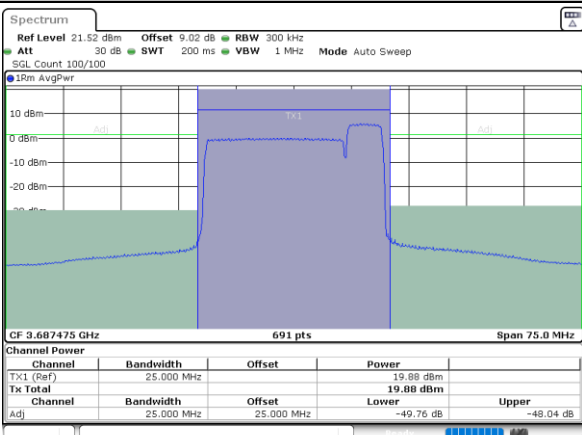 Spectrum
Ref Level 21.52 dBm Offset 9.02 dB RBW 300 kHz
Att 30 dB SWT 200 ms VBW 1 MHz Mode Auto Sweep
SGL Count 100/100
1Rm AvgPwr
10 dBm
TX1
Adj Adj
0 dBm
-10 dBm
-20 dBm
-30 dBm
CF 3.687475 GHz 691 pts Span 75.0 MHz
Channel Power
Channel Bandwidth Offset Power
TX1 (Ref) 25.000 MHz 19.88 dBm
Tx Total 19.88 dBm
Channel Bandwidth Offset Lower Upper
Adj 25.000 MHz 25.000 MHz -49.76 dB -48.04 dB